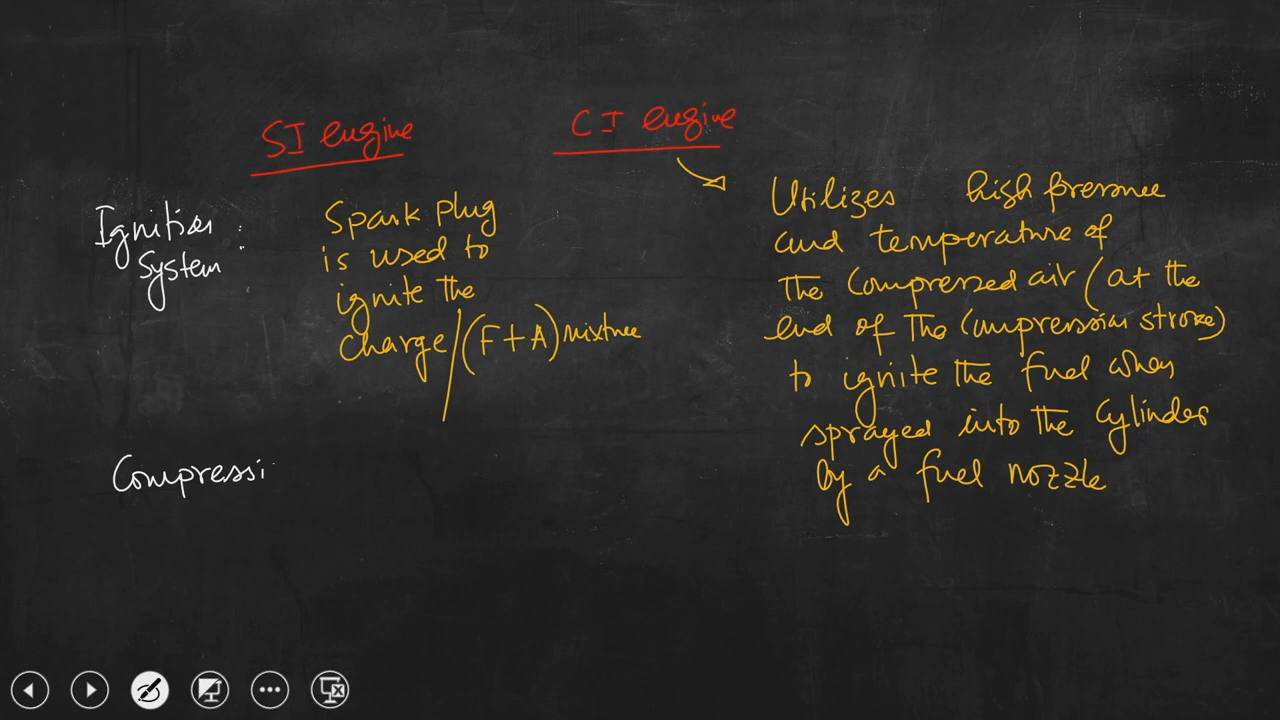 SI engine
CI engine
Ignition :
System
Spark plug
is used to
ignite the
charge/(F+A) mixture
Utilizes high pressure
and temperature of
the compressed air (at the
end of the compression stroke)
to ignite the fuel when
sprayed into the cylinder
by a fuel nozzle
Compressi